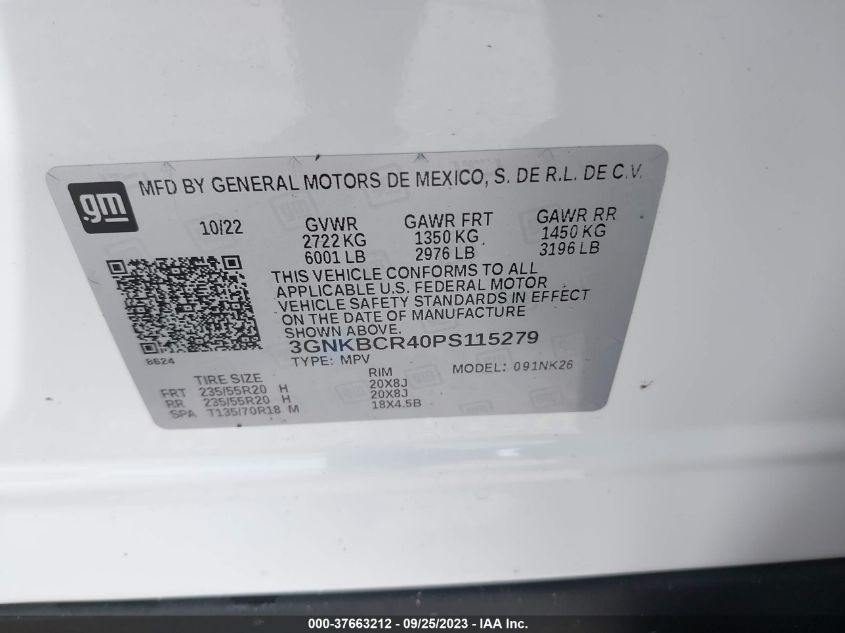 gm
MFD BY GENERAL MOTORS DE MEXICO, S. DE R.L. DE C.V.
10/22 GVWR GAWR FRT GAWR RR
2722 KG 1350 KG 1450 KG
6001 LB 2976 LB 3196 LB
THIS VEHICLE CONFORMS TO ALL
APPLICABLE U.S. FEDERAL MOTOR
VEHICLE SAFETY STANDARDS IN EFFECT
ON THE DATE OF MANUFACTURE
SHOWN ABOVE.
3GNKBCR40PS115279
8624
TYPE: MPV MODEL: 091NK26
TIRE SIZE RIM
FRT 235/55R20 H 20X8J
RR 235/55R20 H 20X8J
SPA T135/70R18 M 18X4.5B
000-37663212 - 09/25/2023 - IAA Inc.